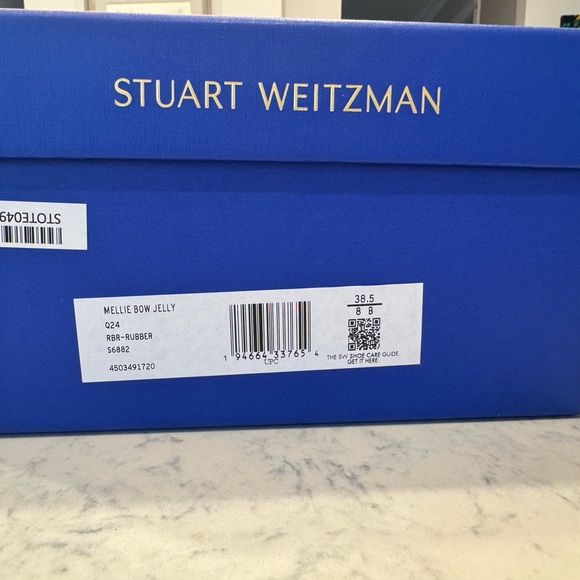 STUART WEITZMAN
STOTE049
MELLIE BOW JELLY
Q24
RBR-RUBBER
S6882
4503491720
1 94664 33765 4
UPC
38.5
8 B
THE SW SHOE CARE GUIDE
GET IT HERE